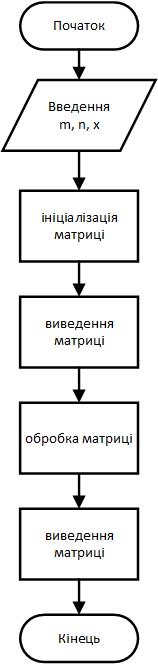 Початок
Введення
m, n, x
ініціалізація
матриці
виведення
матриці
обробка матриці
виведення
матриці
Кінець